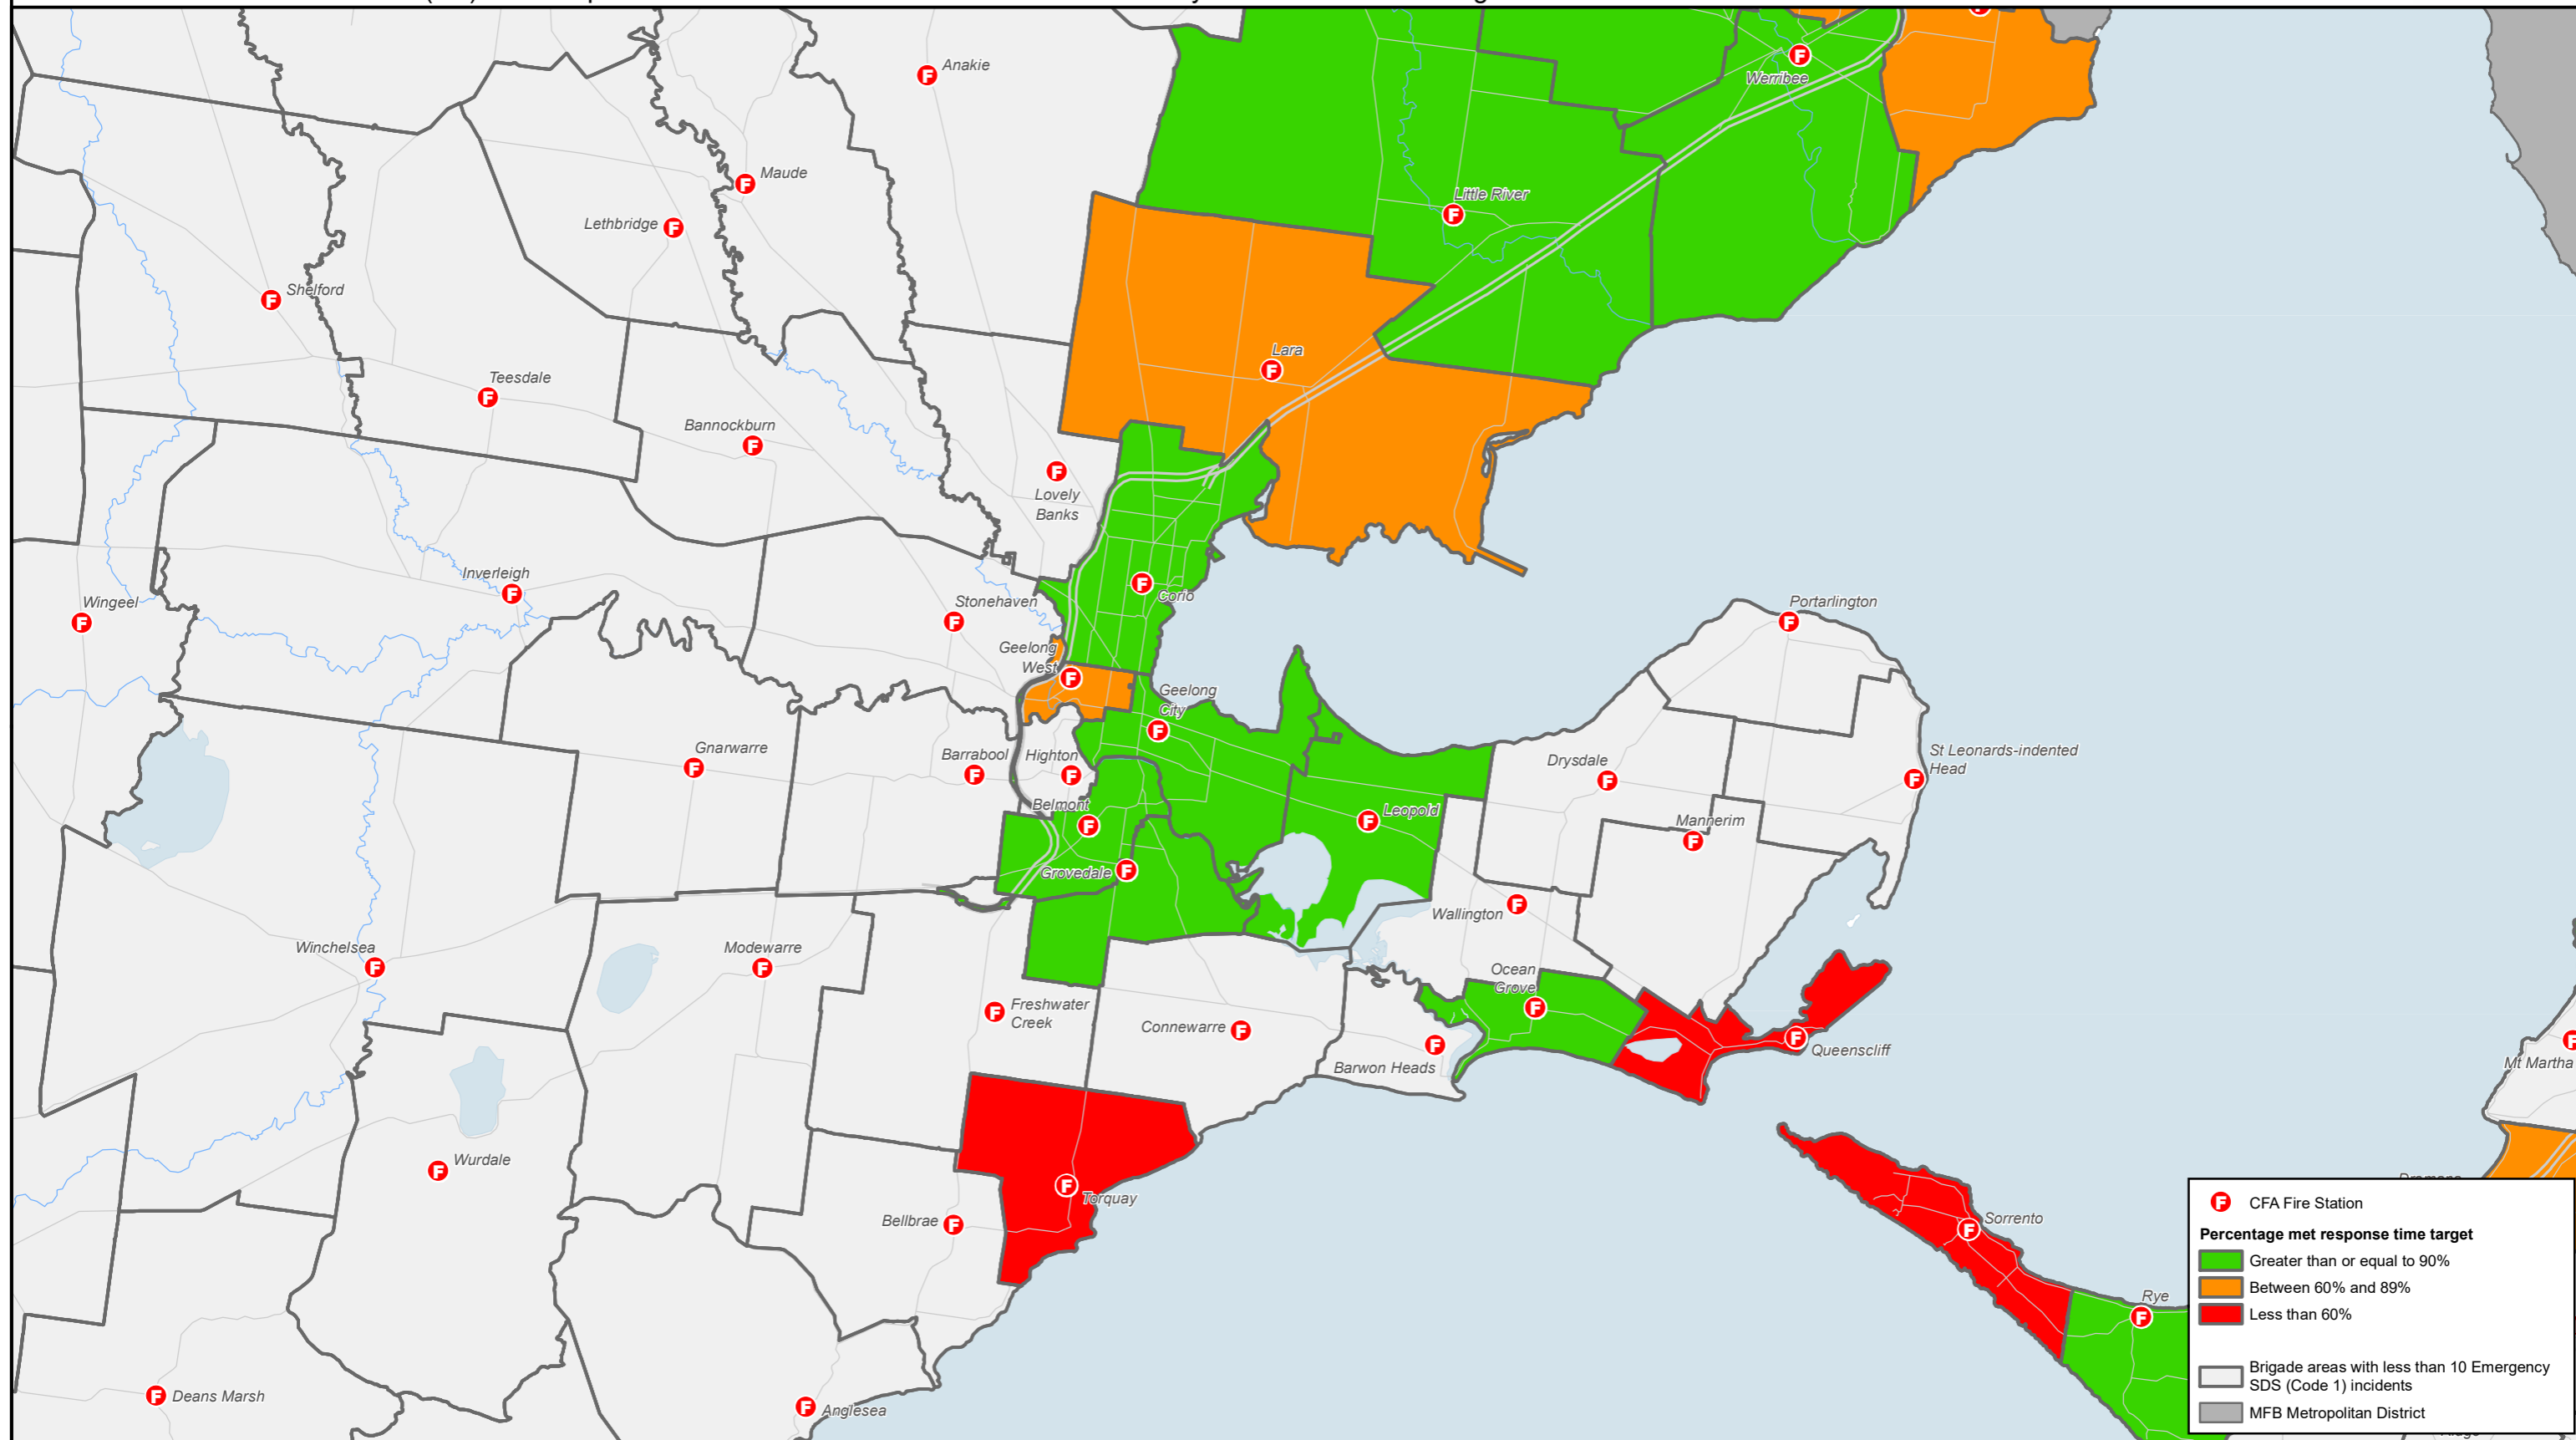 Anakie
Werribee
Maude
Little River
Lethbridge
Shelford
Lara
Teesdale
Bannockburn
Lovely
Banks
Inverleigh
Corio
Wingeel
Stonehaven
Portarlington
Geelong
West
Geelong
City
Gnarwarre
Barrabool
Highton
Drysdale
St Leonards-indented
Head
Belmont
Leopold
Mannerim
Grovedale
Wallington
Winchelsea
Modewarre
Ocean
Grove
Freshwater
Creek
Connewarre
Barwon Heads
Queenscliff
Mt Martha
Wurdale
Torquay
Bellbrae
Sorrento
Rye
Deans Marsh
Anglesea
F CFA Fire Station
Percentage met response time target
Greater than or equal to 90%
Between 60% and 89%
Less than 60%
Brigade areas with less than 10 Emergency
SDS (Code 1) incidents
MFB Metropolitan District